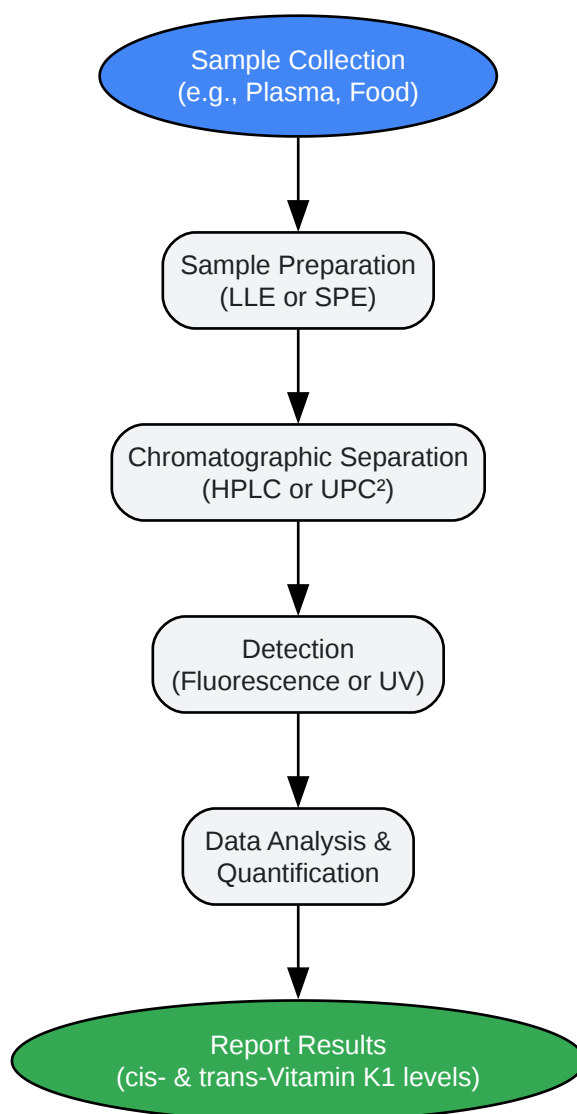 Sample Collection
(e.g., Plasma, Food)
Sample Preparation
(LLE or SPE)
Chromatographic Separation
(HPLC or UPC²)
Detection
(Fluorescence or UV)
Data Analysis &
Quantification
Report Results
(cis- & trans-Vitamin K1 levels)